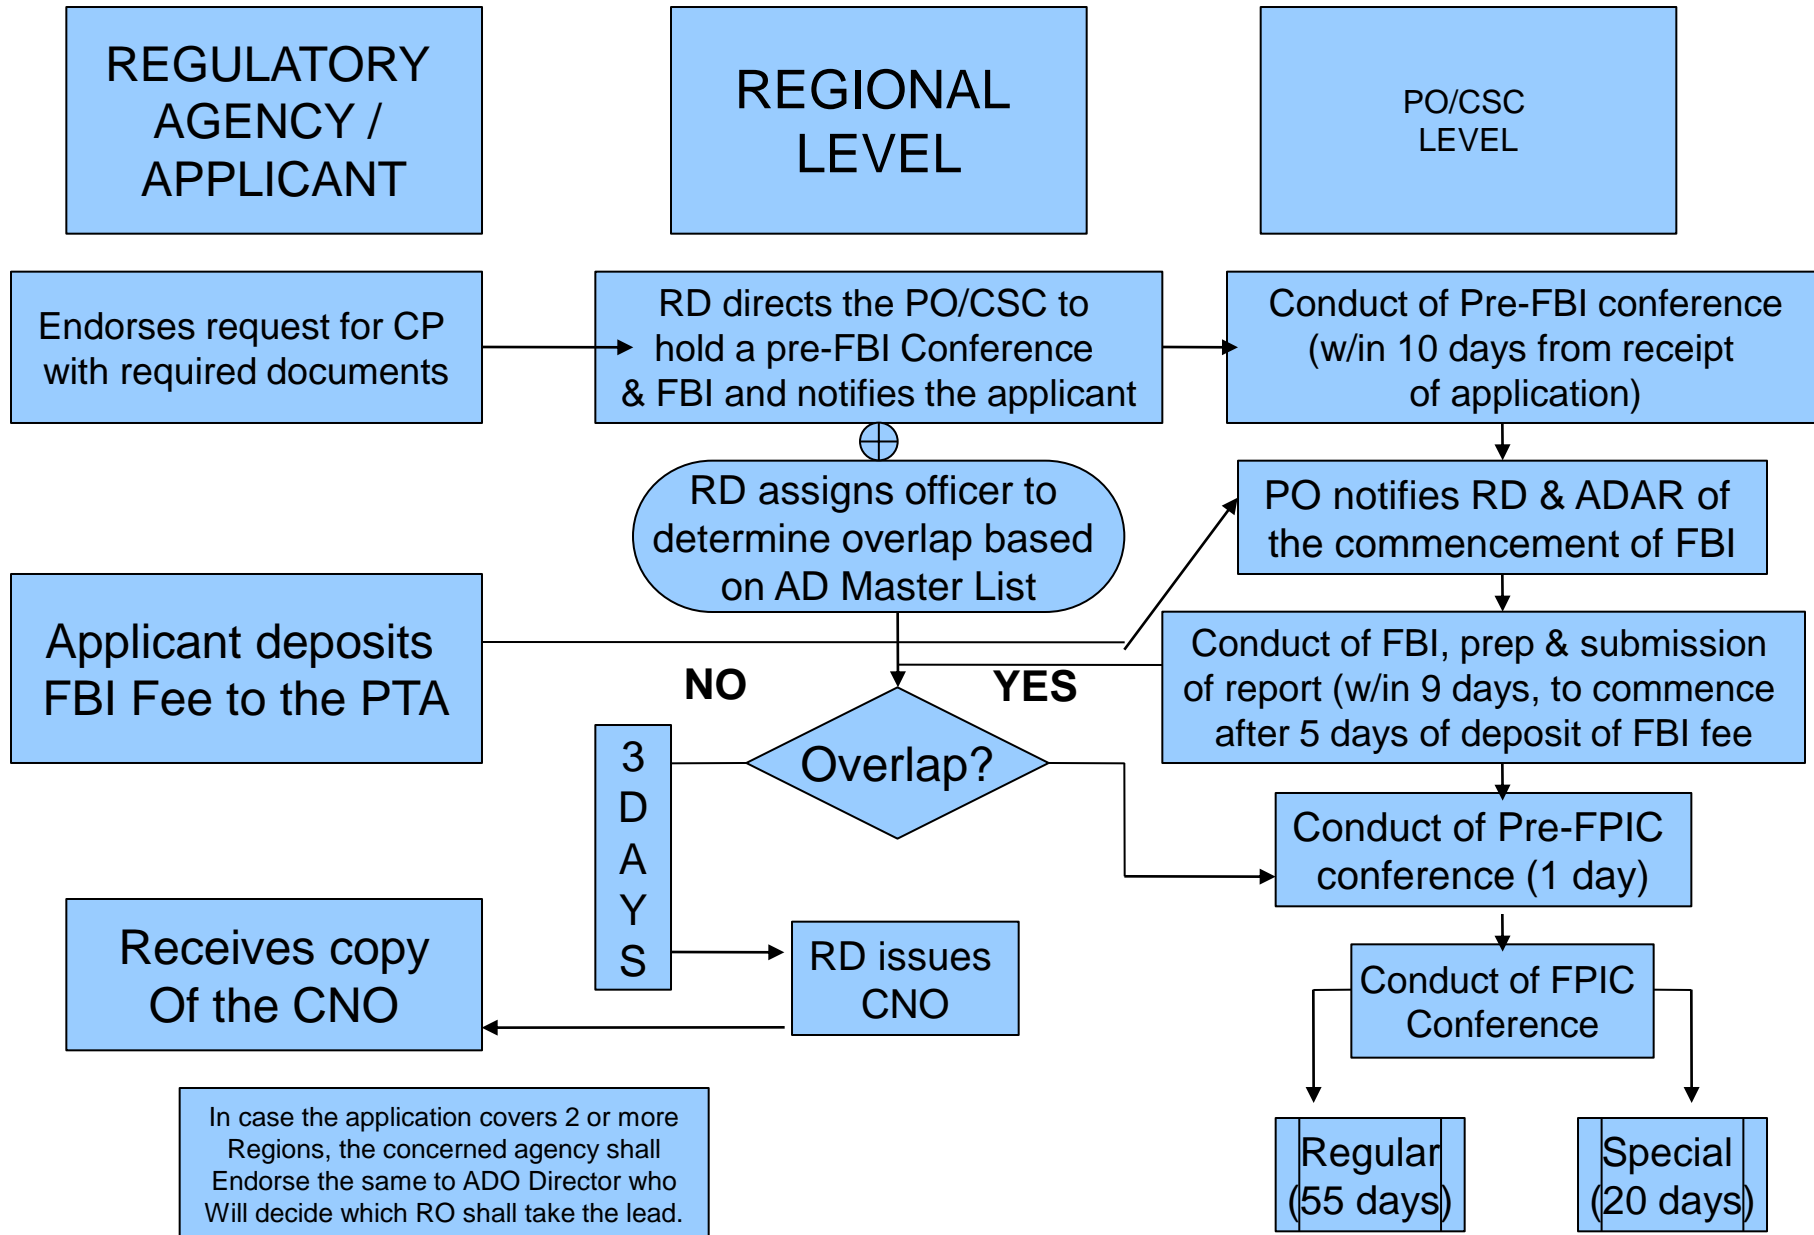 REGULATORY
AGENCY /
APPLICANT
REGIONAL
LEVEL
PO/CSC
LEVEL
Endorses request for CP
with required documents
RD directs the PO/CSC to
hold a pre-FBI Conference
& FBI and notifies the applicant
Conduct of Pre-FBI conference
(w/in 10 days from receipt
of application)
RD assigns officer to
determine overlap based
on AD Master List
PO notifies RD & ADAR of
the commencement of FBI
Applicant deposits
FBI Fee to the PTA
Conduct of FBI, prep & submission
of report (w/in 9 days, to commence
after 5 days of deposit of FBI fee
NO
YES
Overlap?
3
D
A
Y
S
Conduct of Pre-FPIC
conference (1 day)
Receives copy
Of the CNO
RD issues
CNO
Conduct of FPIC
Conference
In case the application covers 2 or more
Regions, the concerned agency shall
Endorse the same to ADO Director who
Will decide which RO shall take the lead.
Regular
(55 days)
Special
(20 days)